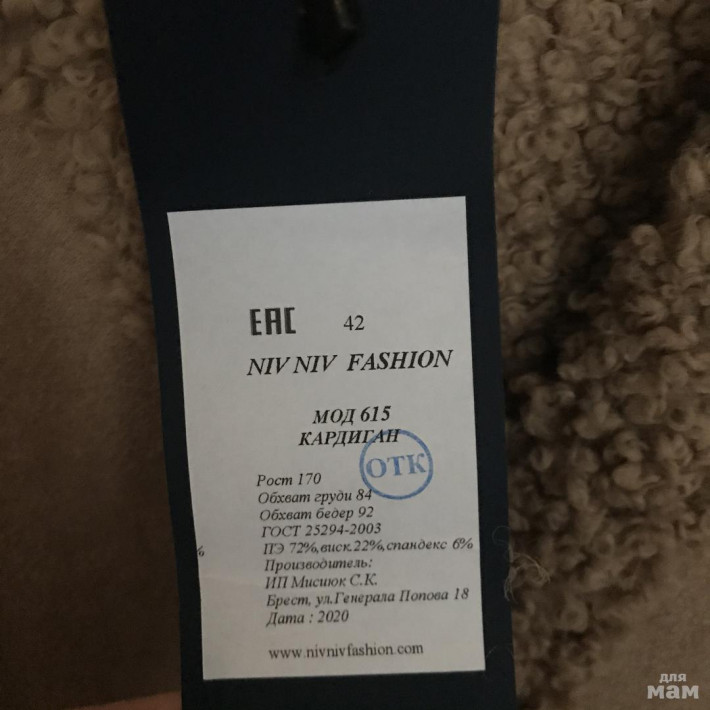 ЕАС 42
NIV NIV FASHION
МОД 615
КАРДИГАН
ОТК
Рост 170
Обхват груди 84
Обхват бедер 92
ГОСТ 25294-2003
% ПЭ 72%,виск.22%,спандекс 6%
Производитель:
ИП Мисиюк С.К.
Брест, ул.Генерала Попова 18
Дата : 2020
www.nivnivfashion.com
для
мам